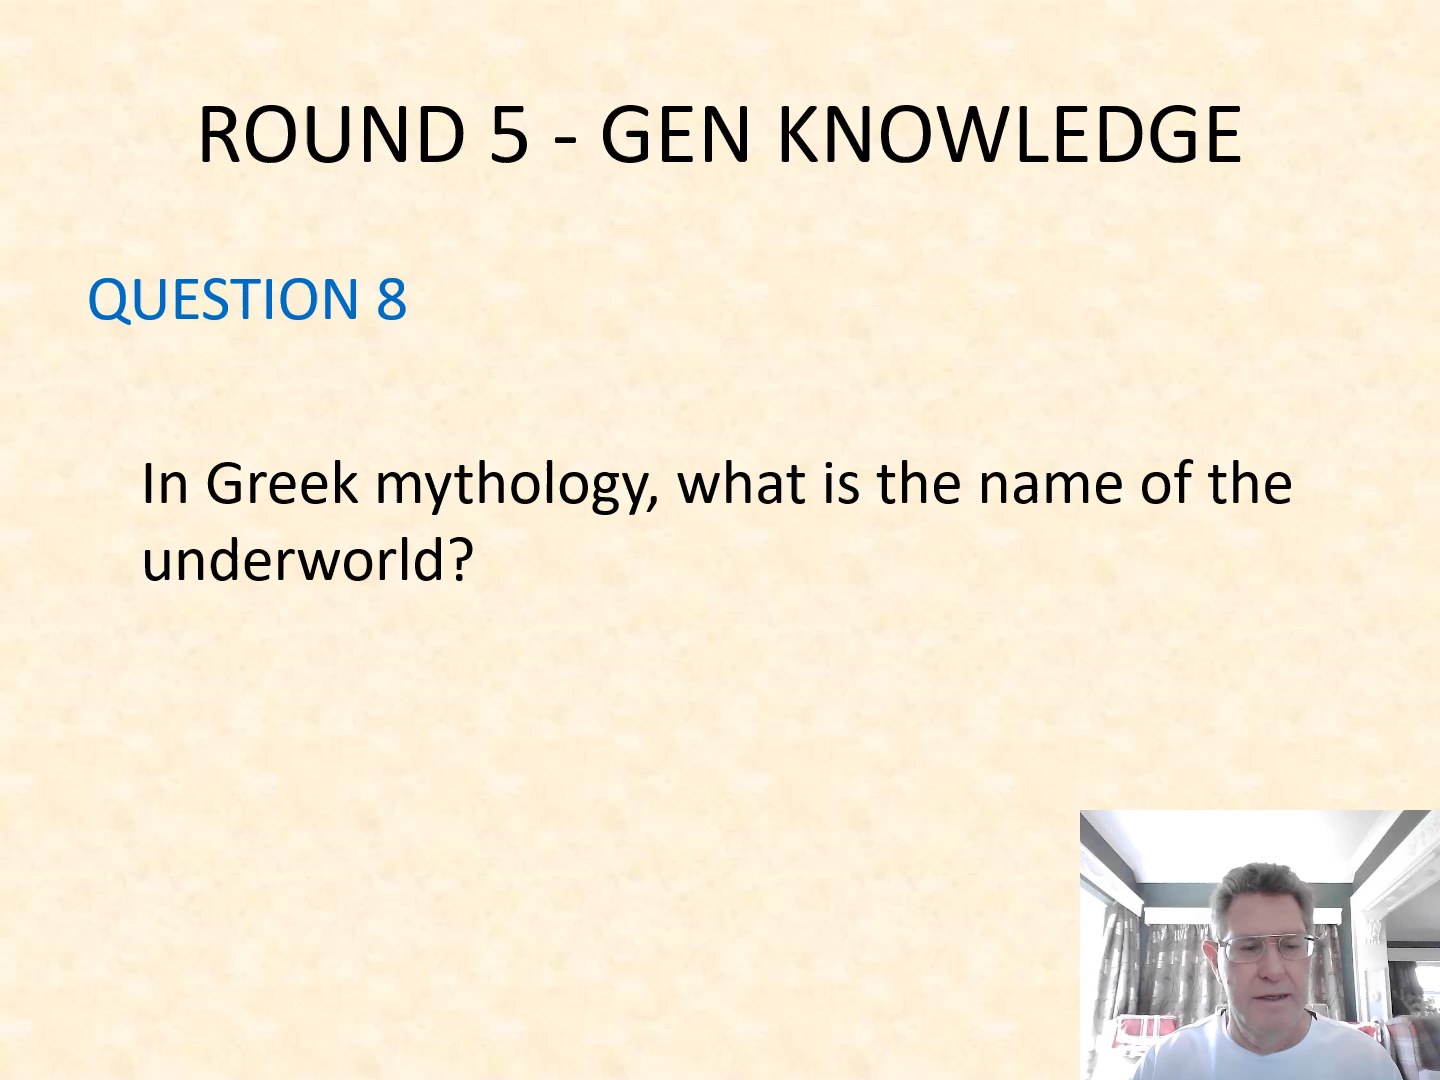 ROUND 5 - GEN KNOWLEDGE
QUESTION 8
In Greek mythology, what is the name of the
underworld?